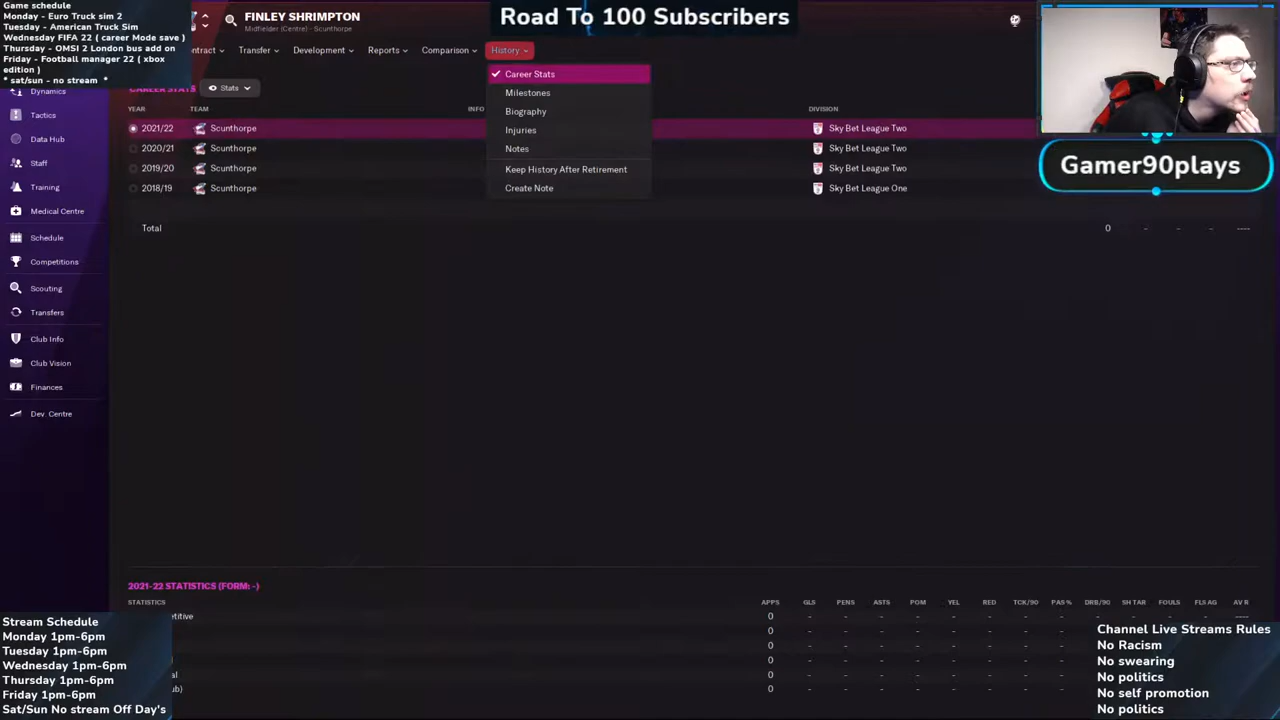 Game schedule
Monday - Euro Truck sim 2
Tuesday - American Truck Sim
Wednesday FIFA 22 ( career Mode save )
Thursday - OMSI 2 London bus add on
Friday - Football manager 22 ( xbox
edition )
* sat/sun - no stream *
FINLEY SHRIMPTON
Midfielder (Centre) - Scunthorpe
Road To 100 Subscribers
Transfer
Development
Reports
Comparison
History
CAREER STATS
Stats
YEAR TEAM INFO DIVISION
2021/22 Scunthorpe Sky Bet League Two
2020/21 Scunthorpe Sky Bet League Two
2019/20 Scunthorpe Sky Bet League Two
2018/19 Scunthorpe Sky Bet League One
Total 0 - - - ----
Career Stats
Milestones
Biography
Injuries
Notes
Keep History After Retirement
Create Note
Gamer90plays
Dynamics
Tactics
Data Hub
Staff
Training
Medical Centre
Schedule
Competitions
Scouting
Transfers
Club Info
Club Vision
Finances
Dev. Centre
2021-22 STATISTICS (FORM: -)
STATISTICS APPS GLS PENS ASTS POM YEL RED TCK/90 PAS % DRB/90 SH TAR FOULS FLS AG AV R
0 - - - - - - - - - - - -
0 - - - - - - - - - - - -
0 - - - - - - - - - - - -
0 - - - - - - - - - - - -
0 - - - - - - - - - - - -
0 - - - - - - - - - - - -
Stream Schedule
Monday 1pm-6pm
Tuesday 1pm-6pm
Wednesday 1pm-6pm
Thursday 1pm-6pm
Friday 1pm-6pm
Sat/Sun No stream Off Day's
Channel Live Streams Rules
No Racism
No swearing
No politics
No self promotion
No politics